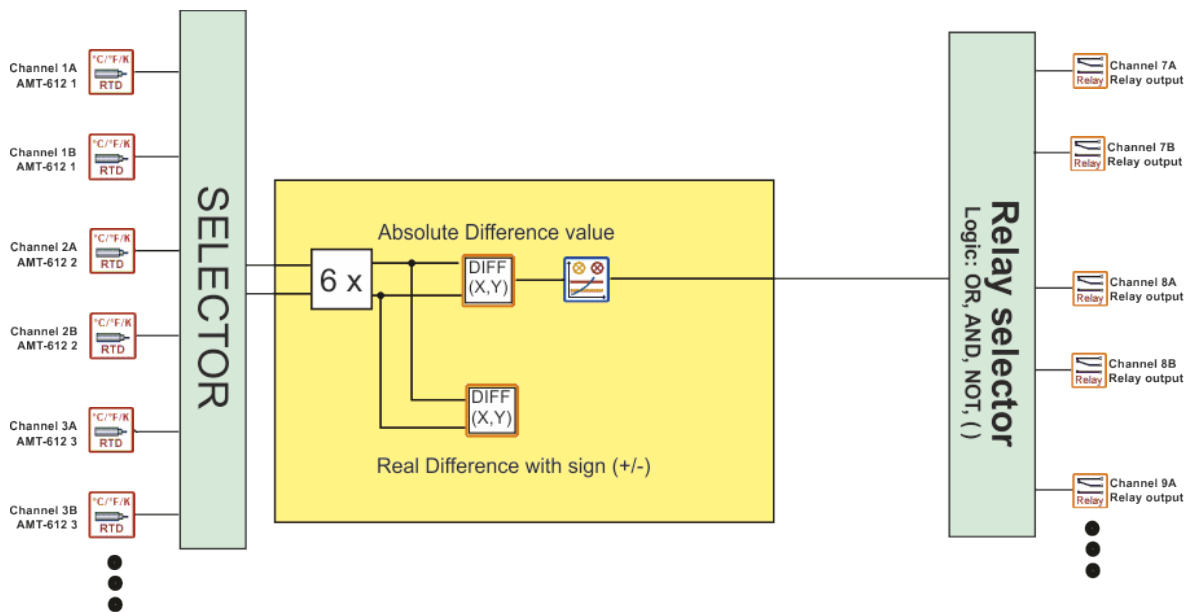 °C/°F/K
RTD
Channel 1A
AMT-612 1
°C/°F/K
RTD
Channel 1B
AMT-612 1
°C/°F/K
RTD
Channel 2A
AMT-612 2
°C/°F/K
RTD
Channel 2B
AMT-612 2
°C/°F/K
RTD
Channel 3A
AMT-612 3
°C/°F/K
RTD
Channel 3B
AMT-612 3
SELECTOR
Absolute Difference value
6 x
DIFF
(X,Y)
DIFF
(X,Y)
Real Difference with sign (+/-)
Relay selector
Logic: OR, AND, NOT, ( )
Relay
Channel 7A
Relay output
Relay
Channel 7B
Relay output
Relay
Channel 8A
Relay output
Relay
Channel 8B
Relay output
Relay
Channel 9A
Relay output